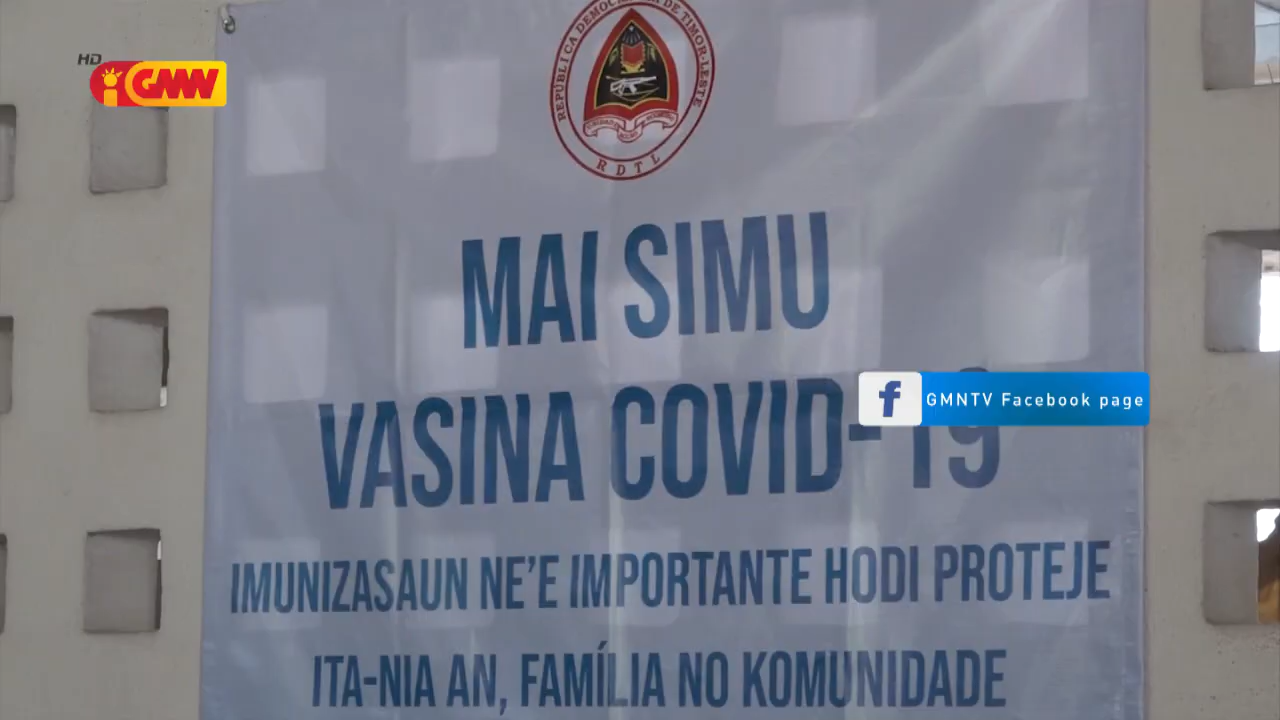 HD
GMN
REPÚBLICA DEMOCRÁTICA DE TIMOR-LESTE
RDTL
MAI SIMU
VASINA COVID-19
GMNTV Facebook page
IMUNIZASAUN NE'E IMPORTANTE HODI PROTEJE
ITA-NIA AN, FAMÍLIA NO KOMUNIDADE